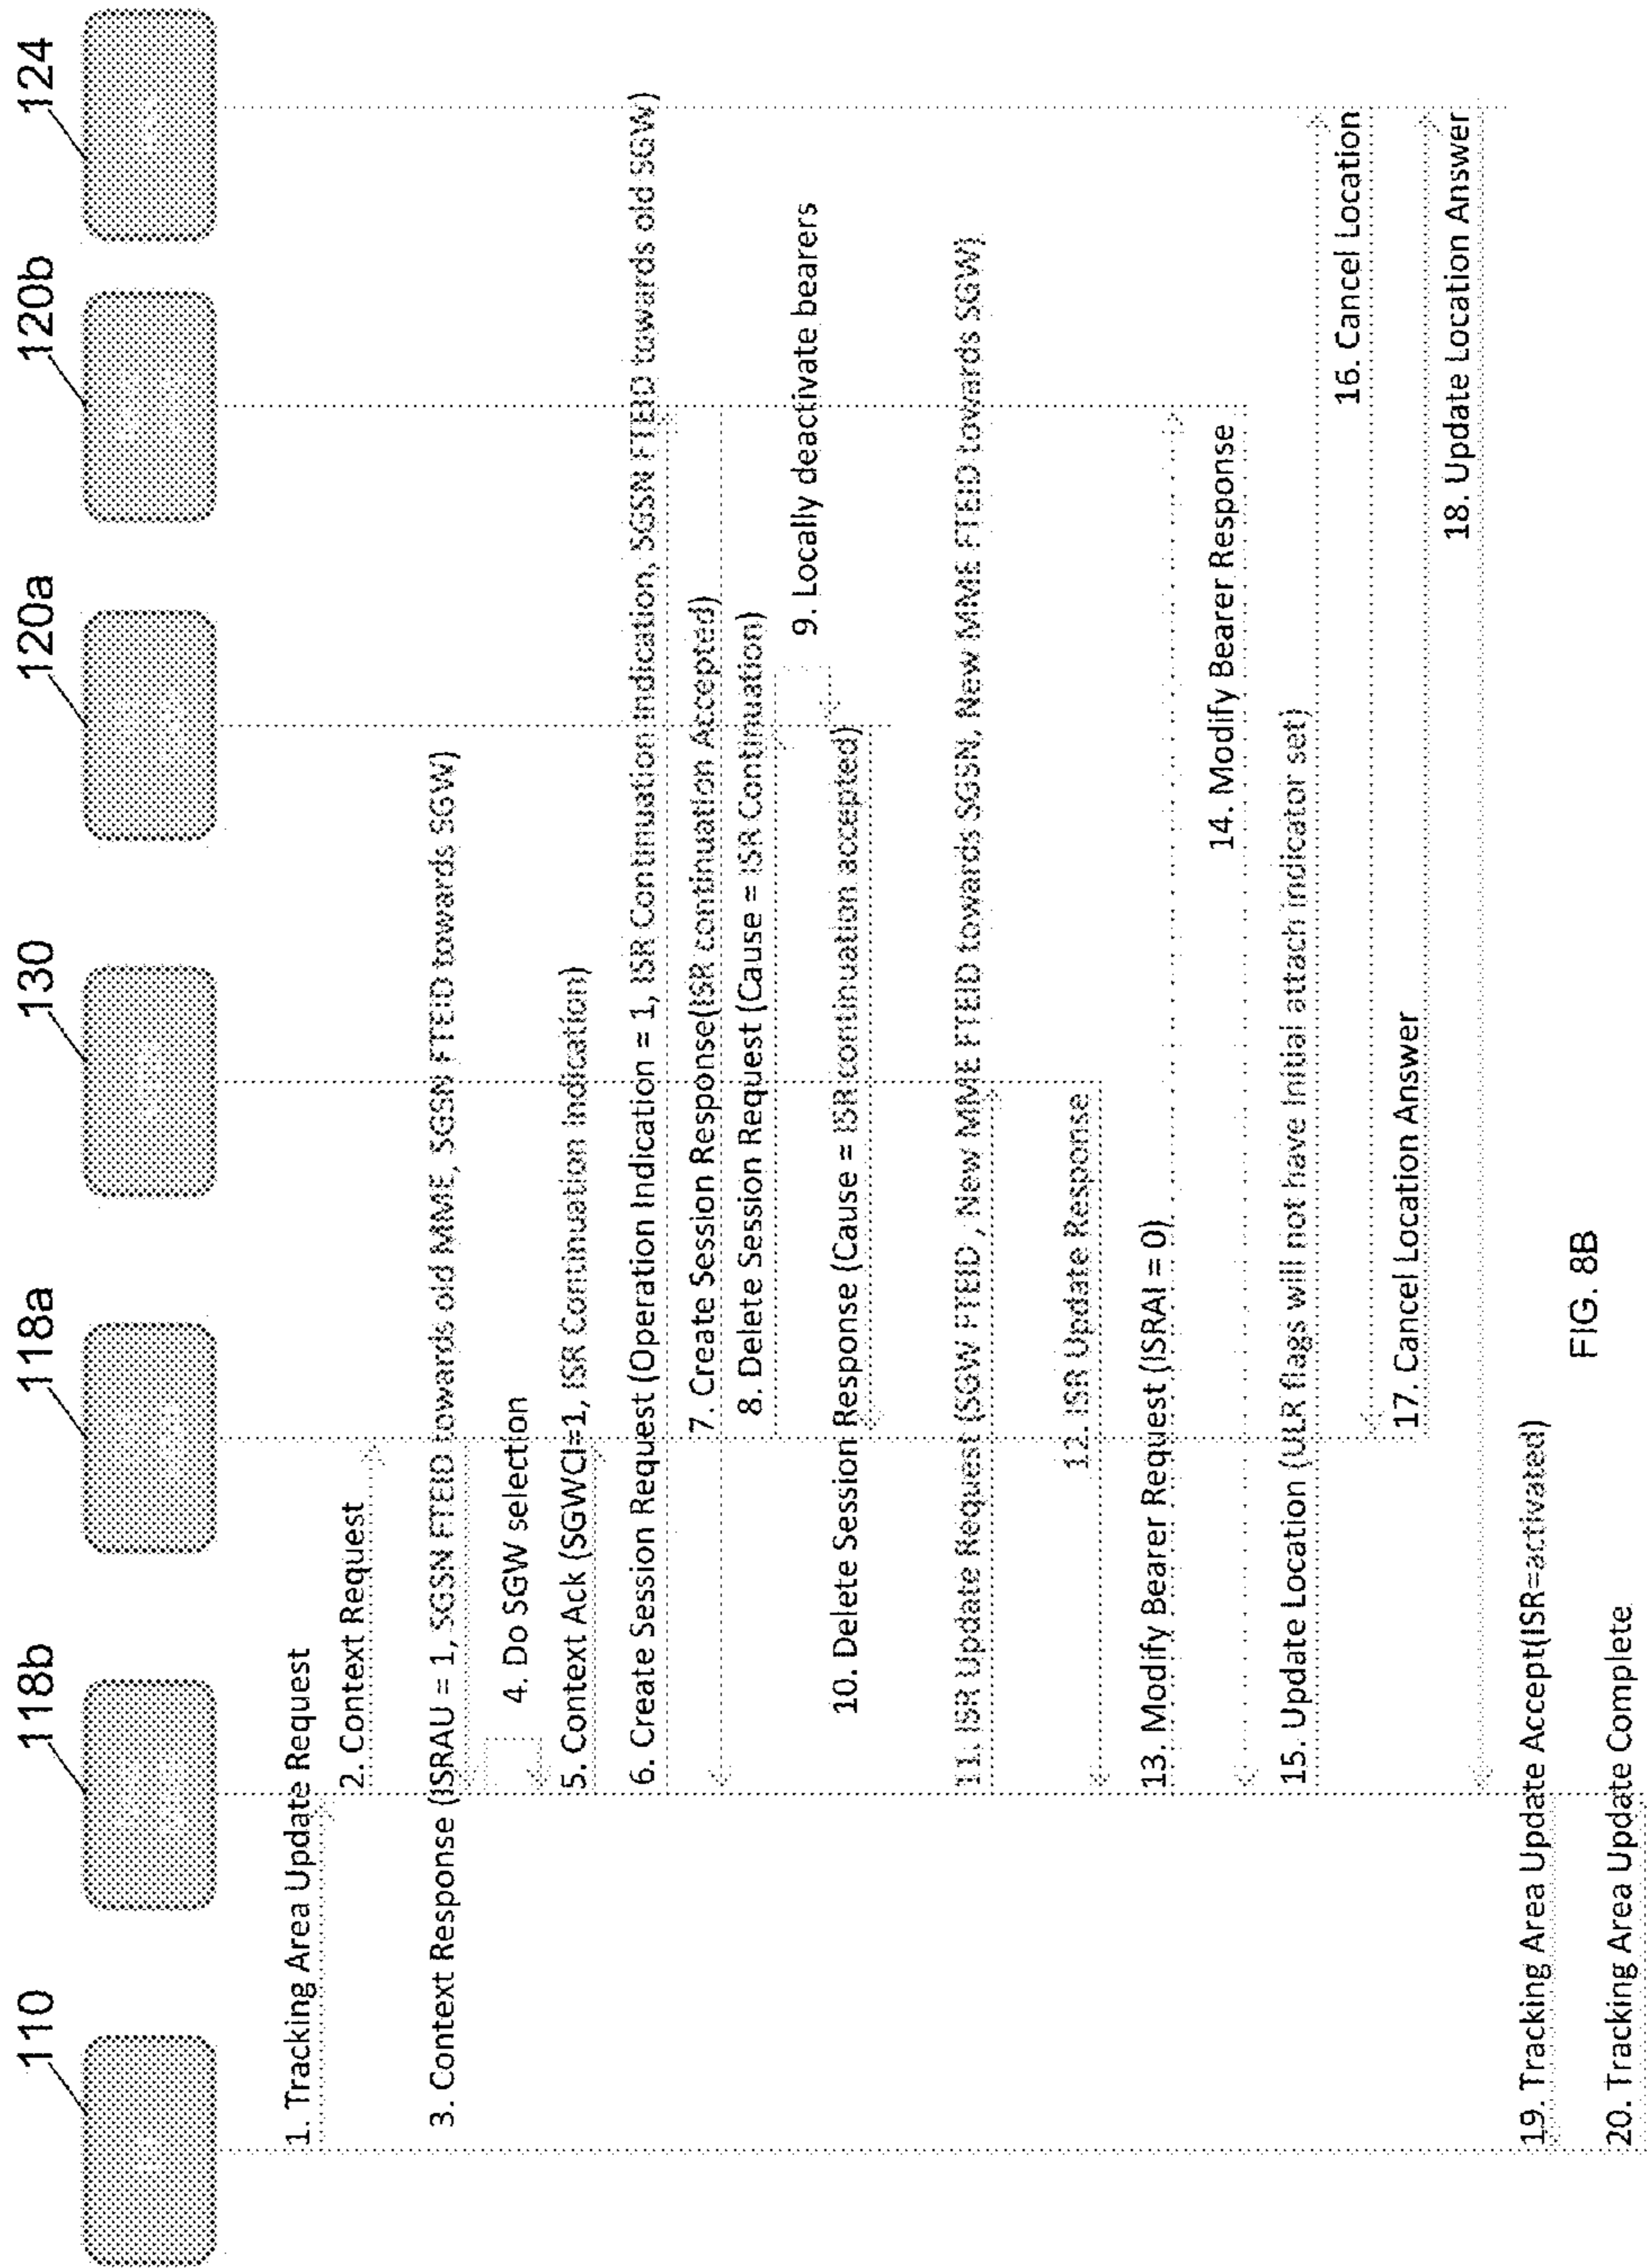 110
118b
118a
130
120a
120b
124
1. Tracking Area Update Request
2. Context Request
3. Context Response (ISRAU = 1, SGSN FTEID towards old MME, SGSN FTEID towards SGW)
4. Do SGW selection
5. Context Ack (SGWCI=1, ISR Continuation Indication)
6. Create Session Request (Operation Indication = 1, ISR Continuation Indication, SGSN FTEID towards old SGW)
7. Create Session Response(ISR continuation Accepted)
8. Delete Session Request (Cause = ISR Continuation)
9. Locally deactivate bearers
10. Delete Session Response (Cause = ISR continuation accepted)
11. ISR Update Request (SGW FTEID , New MME FTEID towards SGSN, New MME FTEID towards SGW)
12. ISR Update Response
13. Modify Bearer Request (ISRAI = 0)
14. Modify Bearer Response
15. Update Location (ULR flags will not have Initial attach indicator set)
16. Cancel Location
17. Cancel Location Answer
18. Update Location Answer
19. Tracking Area Update Accept(ISR=activated)
20. Tracking Area Update Complete
FIG. 8B